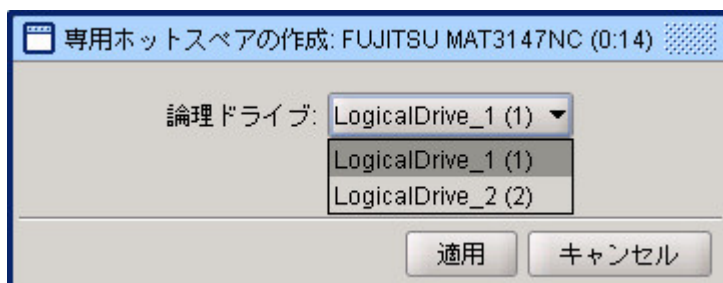 専用ホットスペアの作成: FUJITSU MAT3147NC (0:14)
論理ドライブ: LogicalDrive_1 (1)
LogicalDrive_1 (1)
LogicalDrive_2 (2)
適用 キャンセル